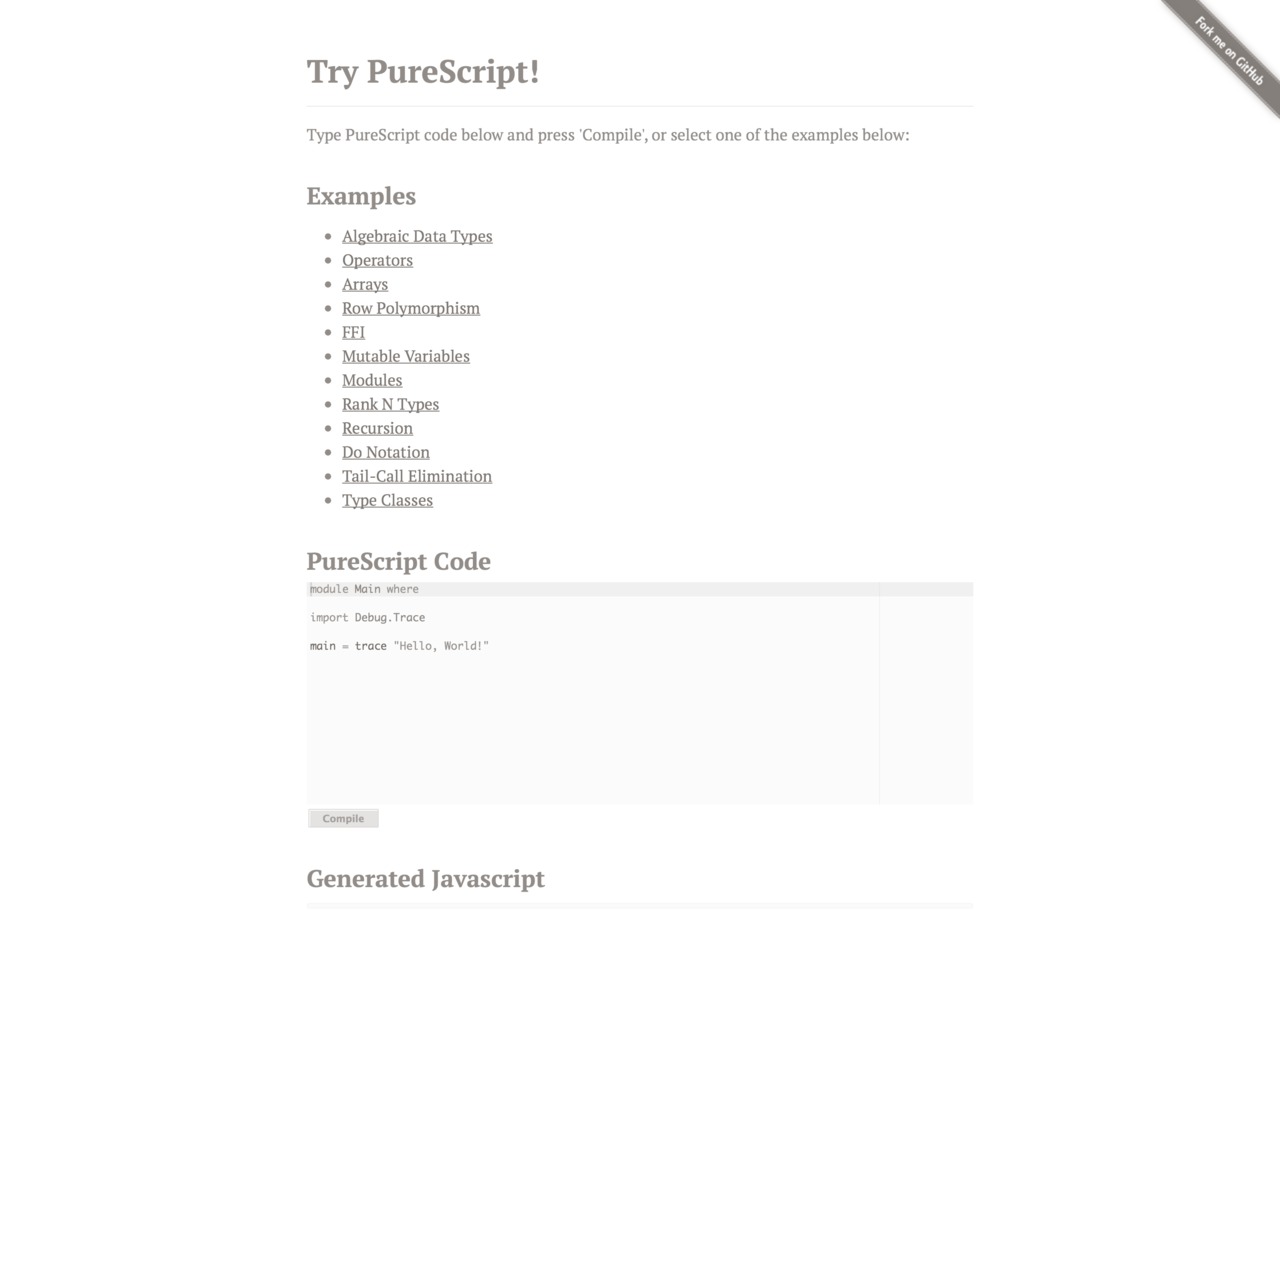 Fork me on GitHub
Try PureScript!
Type PureScript code below and press 'Compile', or select one of the examples below:
Examples
Algebraic Data Types
Operators
Arrays
Row Polymorphism
FFI
Mutable Variables
Modules
Rank N Types
Recursion
Do Notation
Tail-Call Elimination
Type Classes
PureScript Code
module Main where
import Debug.Trace
main = trace "Hello, World!"
Compile
Generated Javascript